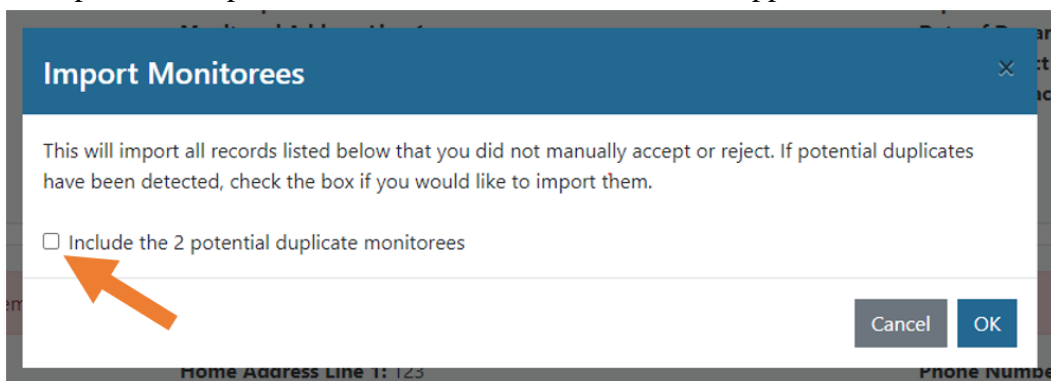 Import Monitorees
×
This will import all records listed below that you did not manually accept or reject. If potential duplicates
have been detected, check the box if you would like to import them.
Include the 2 potential duplicate monitorees
Cancel OK
Home Address Line 1: 123